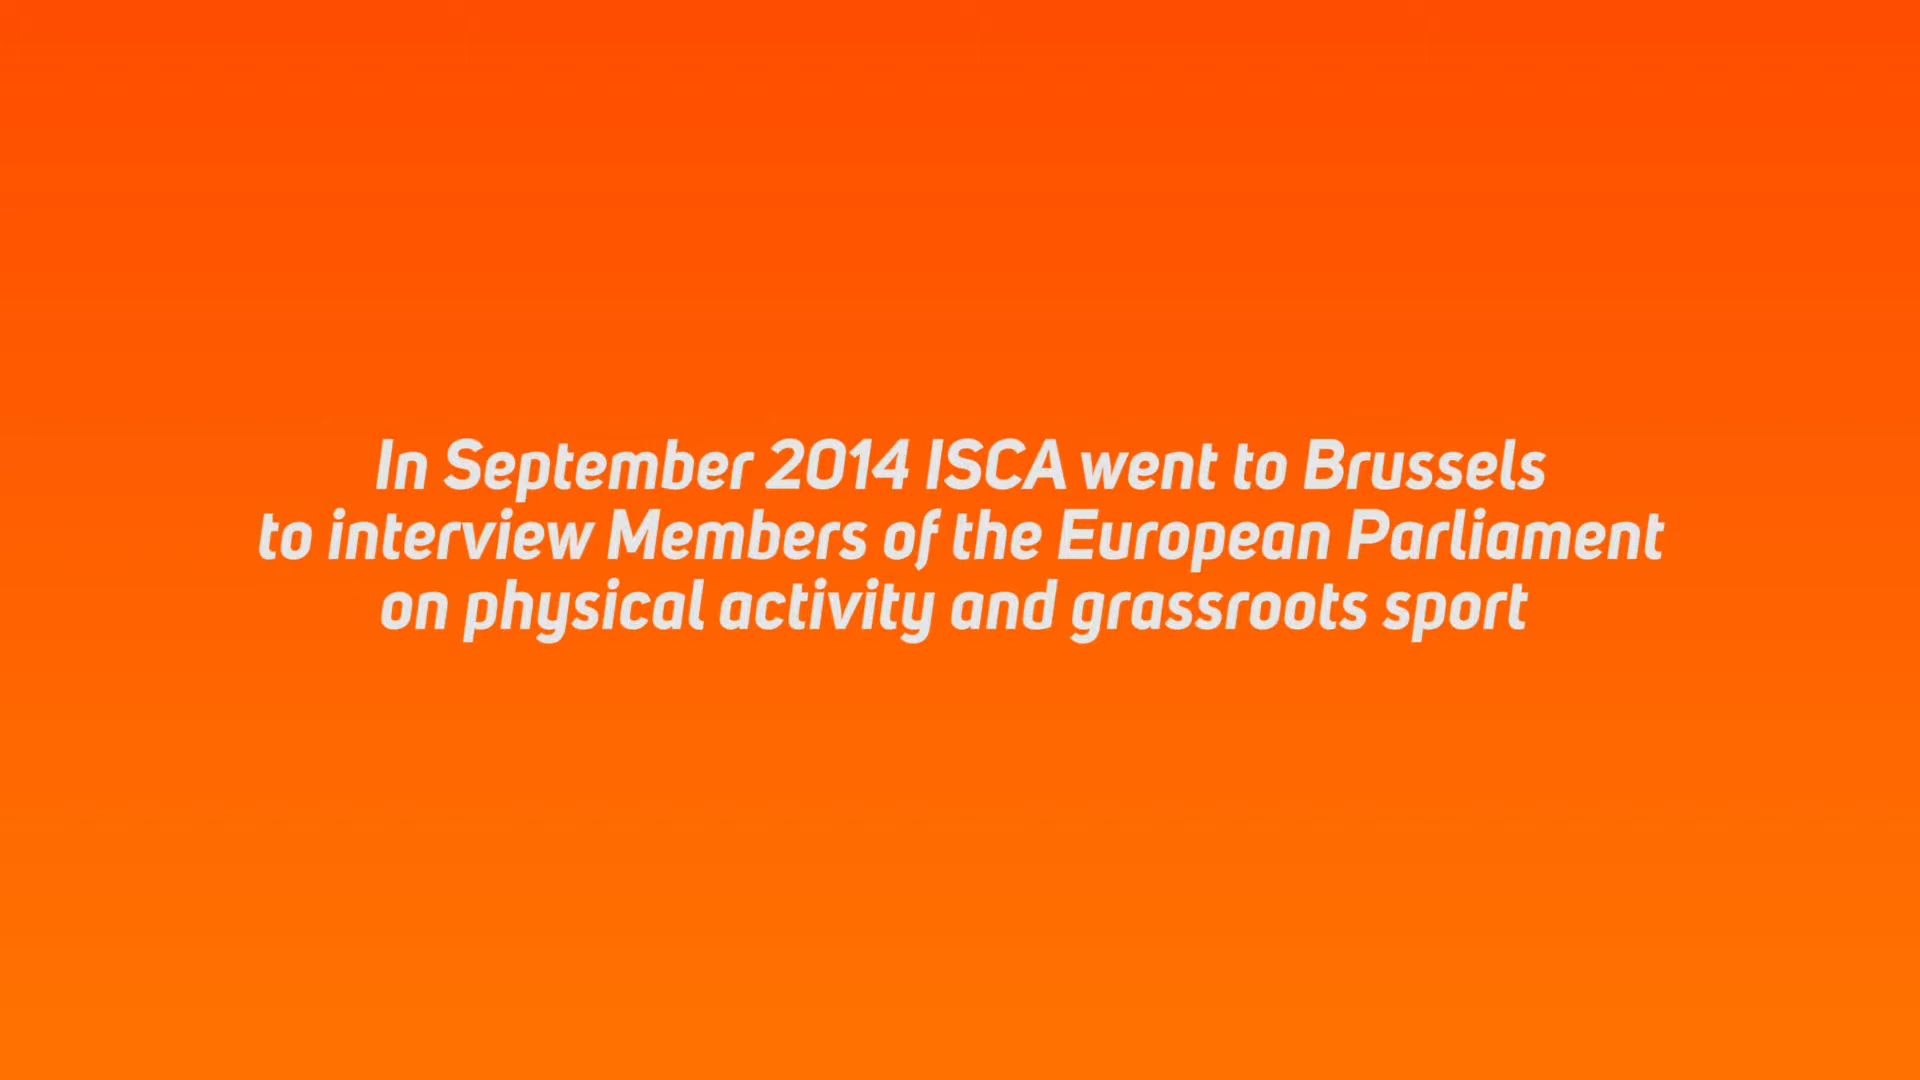 In September 2014 ISCA went to Brussels
to interview Members of the European Parliament
on physical activity and grassroots sport